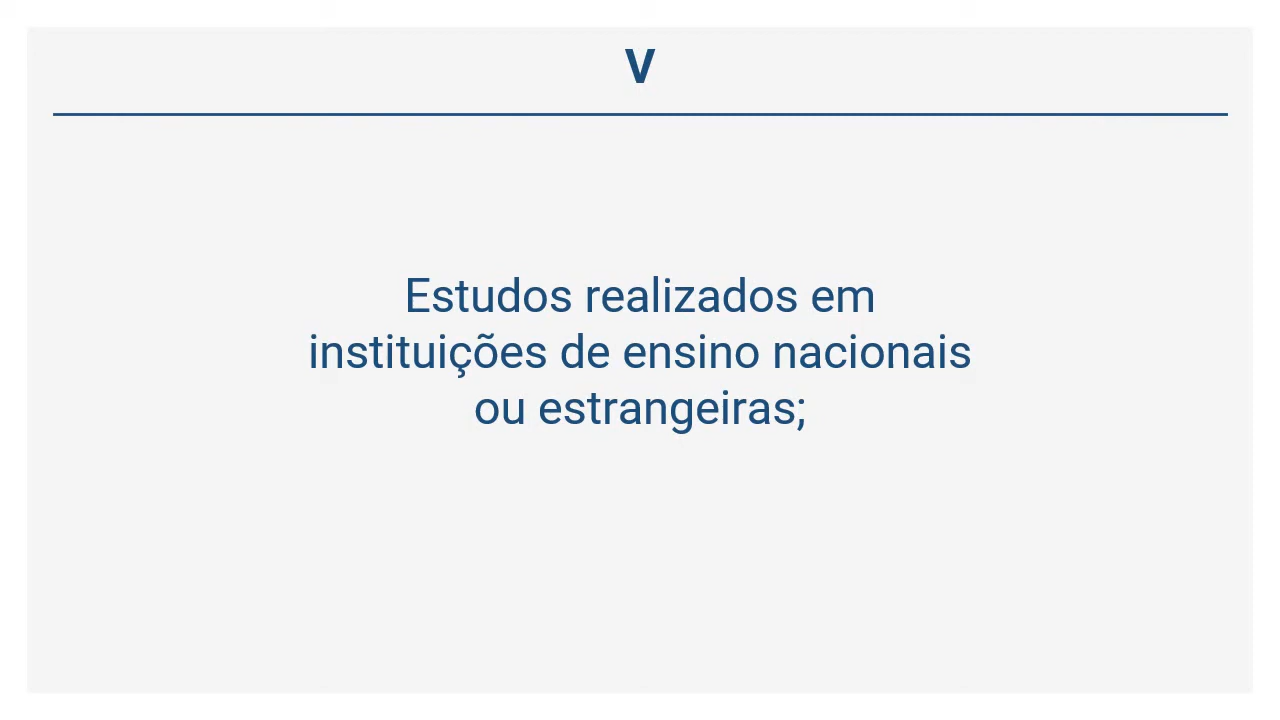 V
Estudos realizados em
instituições de ensino nacionais
ou estrangeiras;